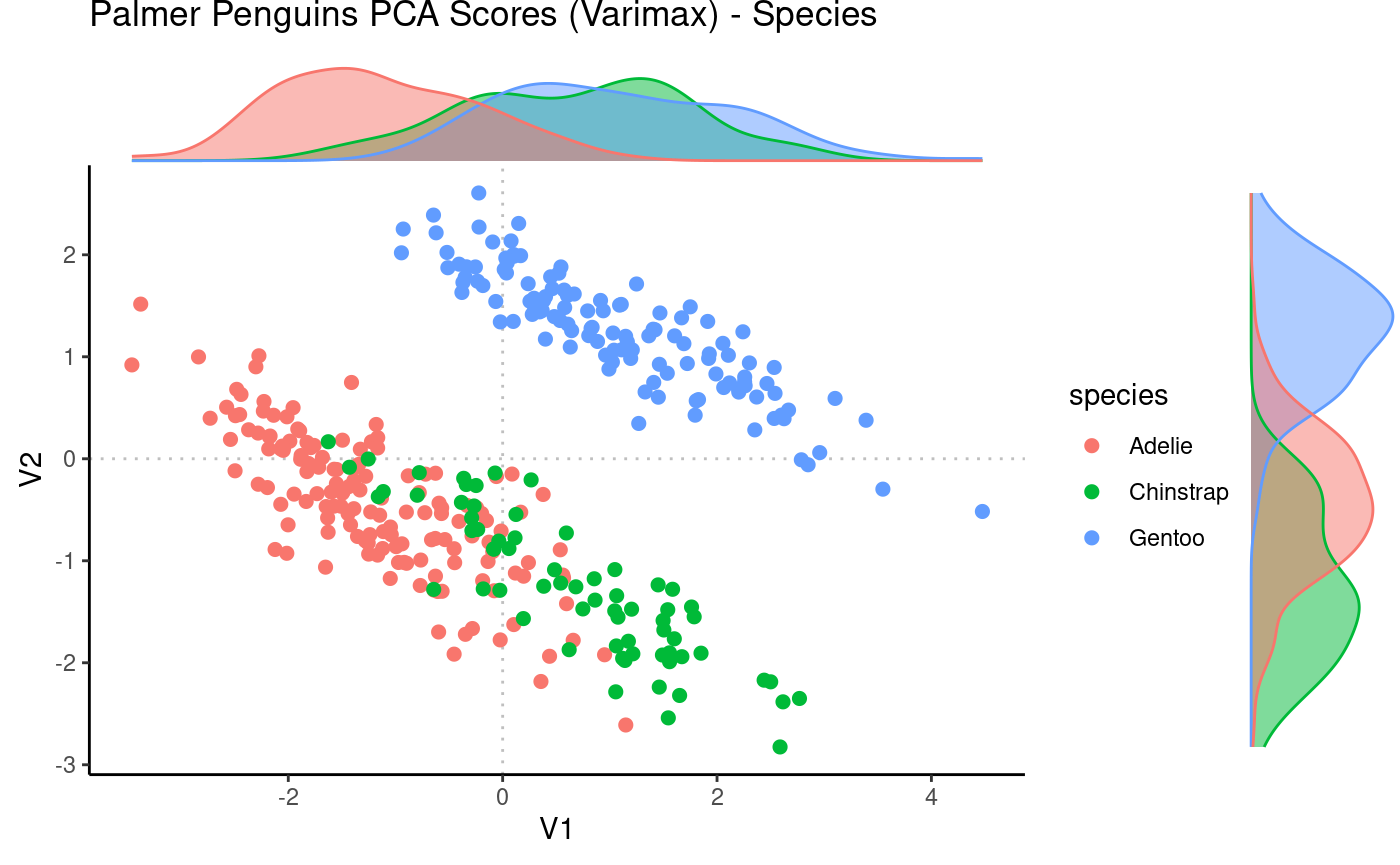 Palmer Penguins PCA Scores (Varimax) - Species
2
1
0
-1
-2
-3
V2
-2
0
2
4
V1
species
Adelie
Chinstrap
Gentoo